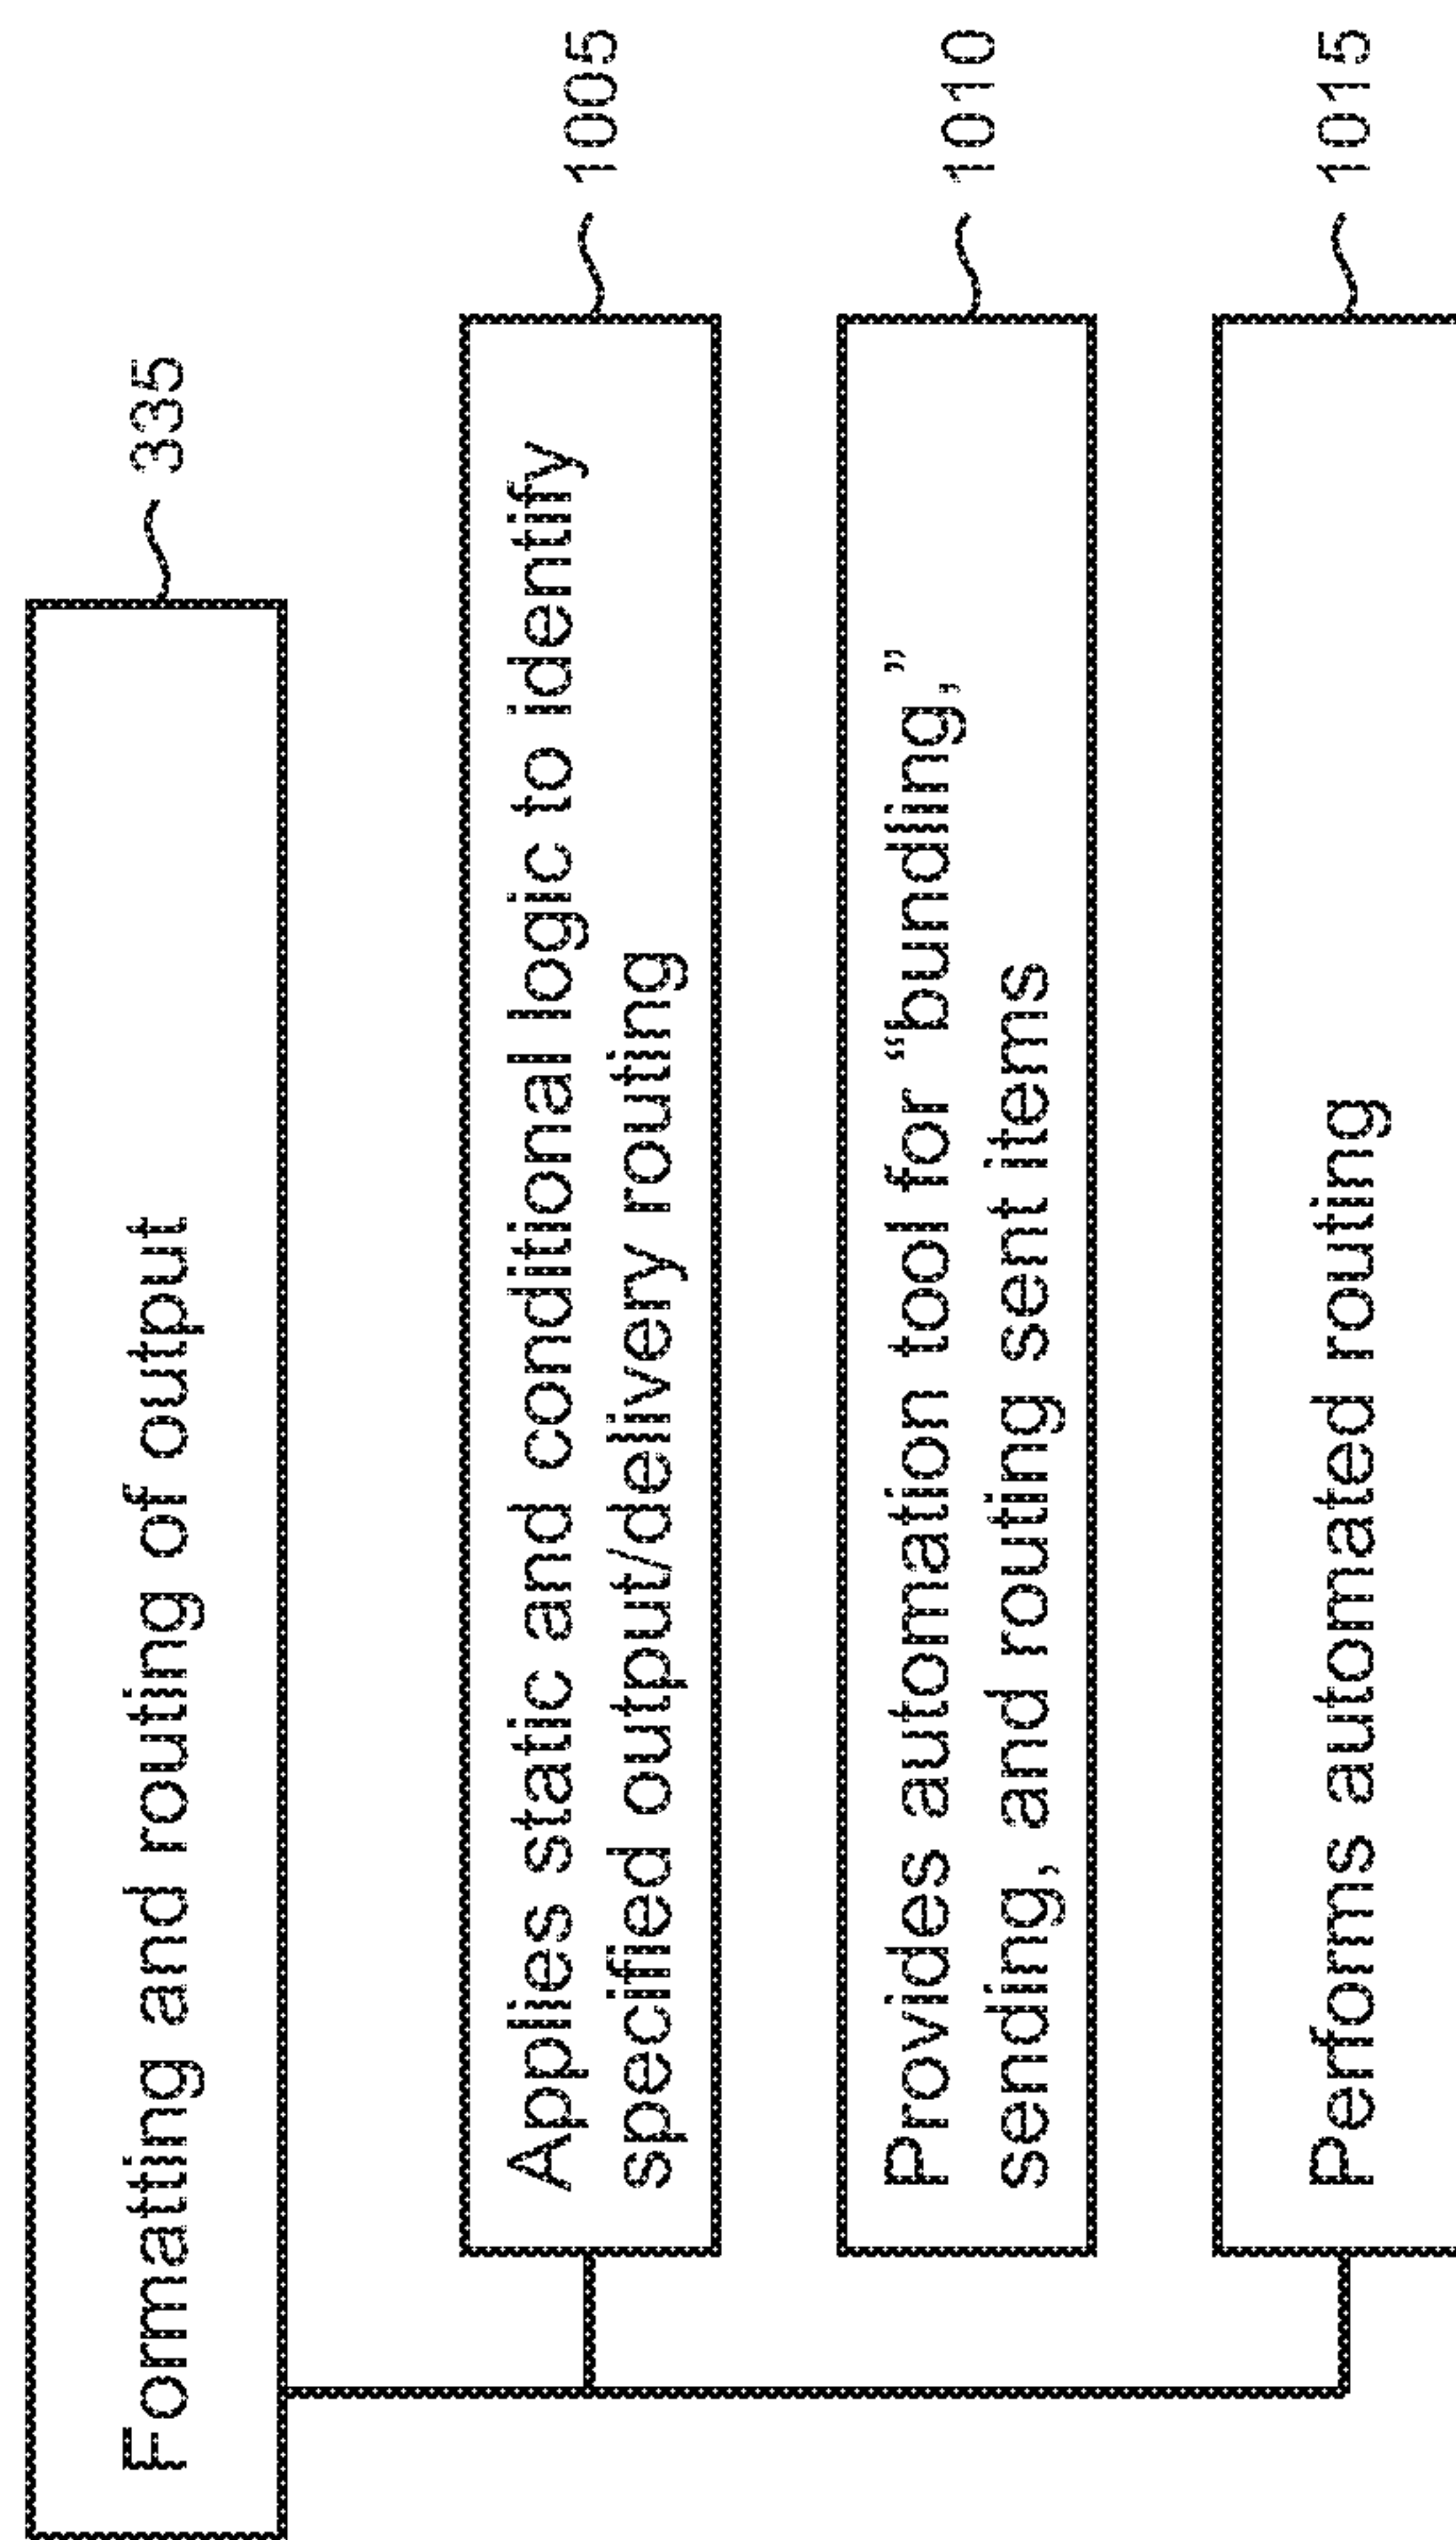 Formatting and routing of output
335
Applies static and conditional logic to identify
specified output/delivery routing
1005
Provides automation tool for “bundling,”
sending, and routing sent items
1010
Performs automated routing
1015